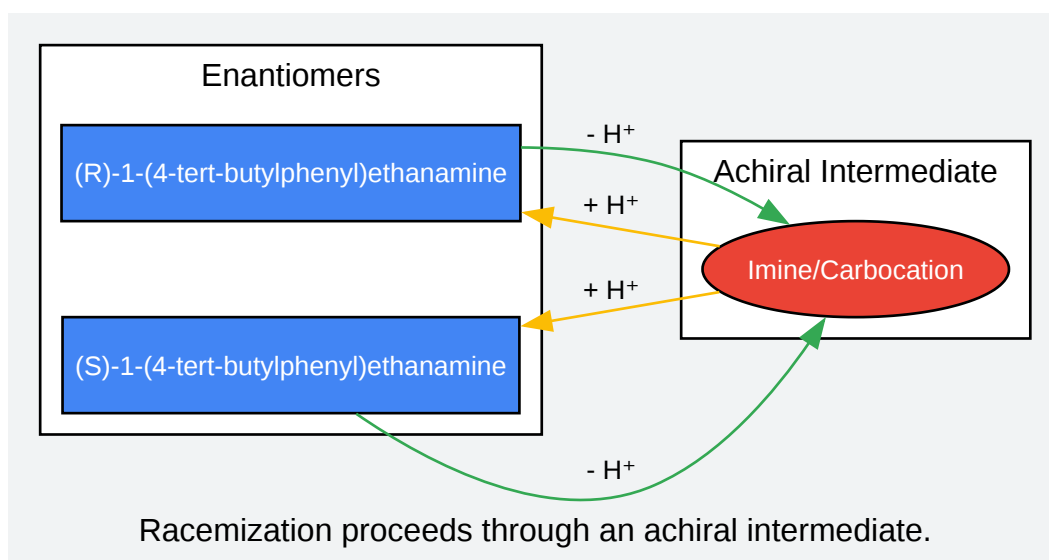 Enantiomers
(R)-1-(4-tert-butylphenyl)ethanamine
(S)-1-(4-tert-butylphenyl)ethanamine
- H⁺
+ H⁺
+ H⁺
- H⁺
Achiral Intermediate
Imine/Carbocation
Racemization proceeds through an achiral intermediate.